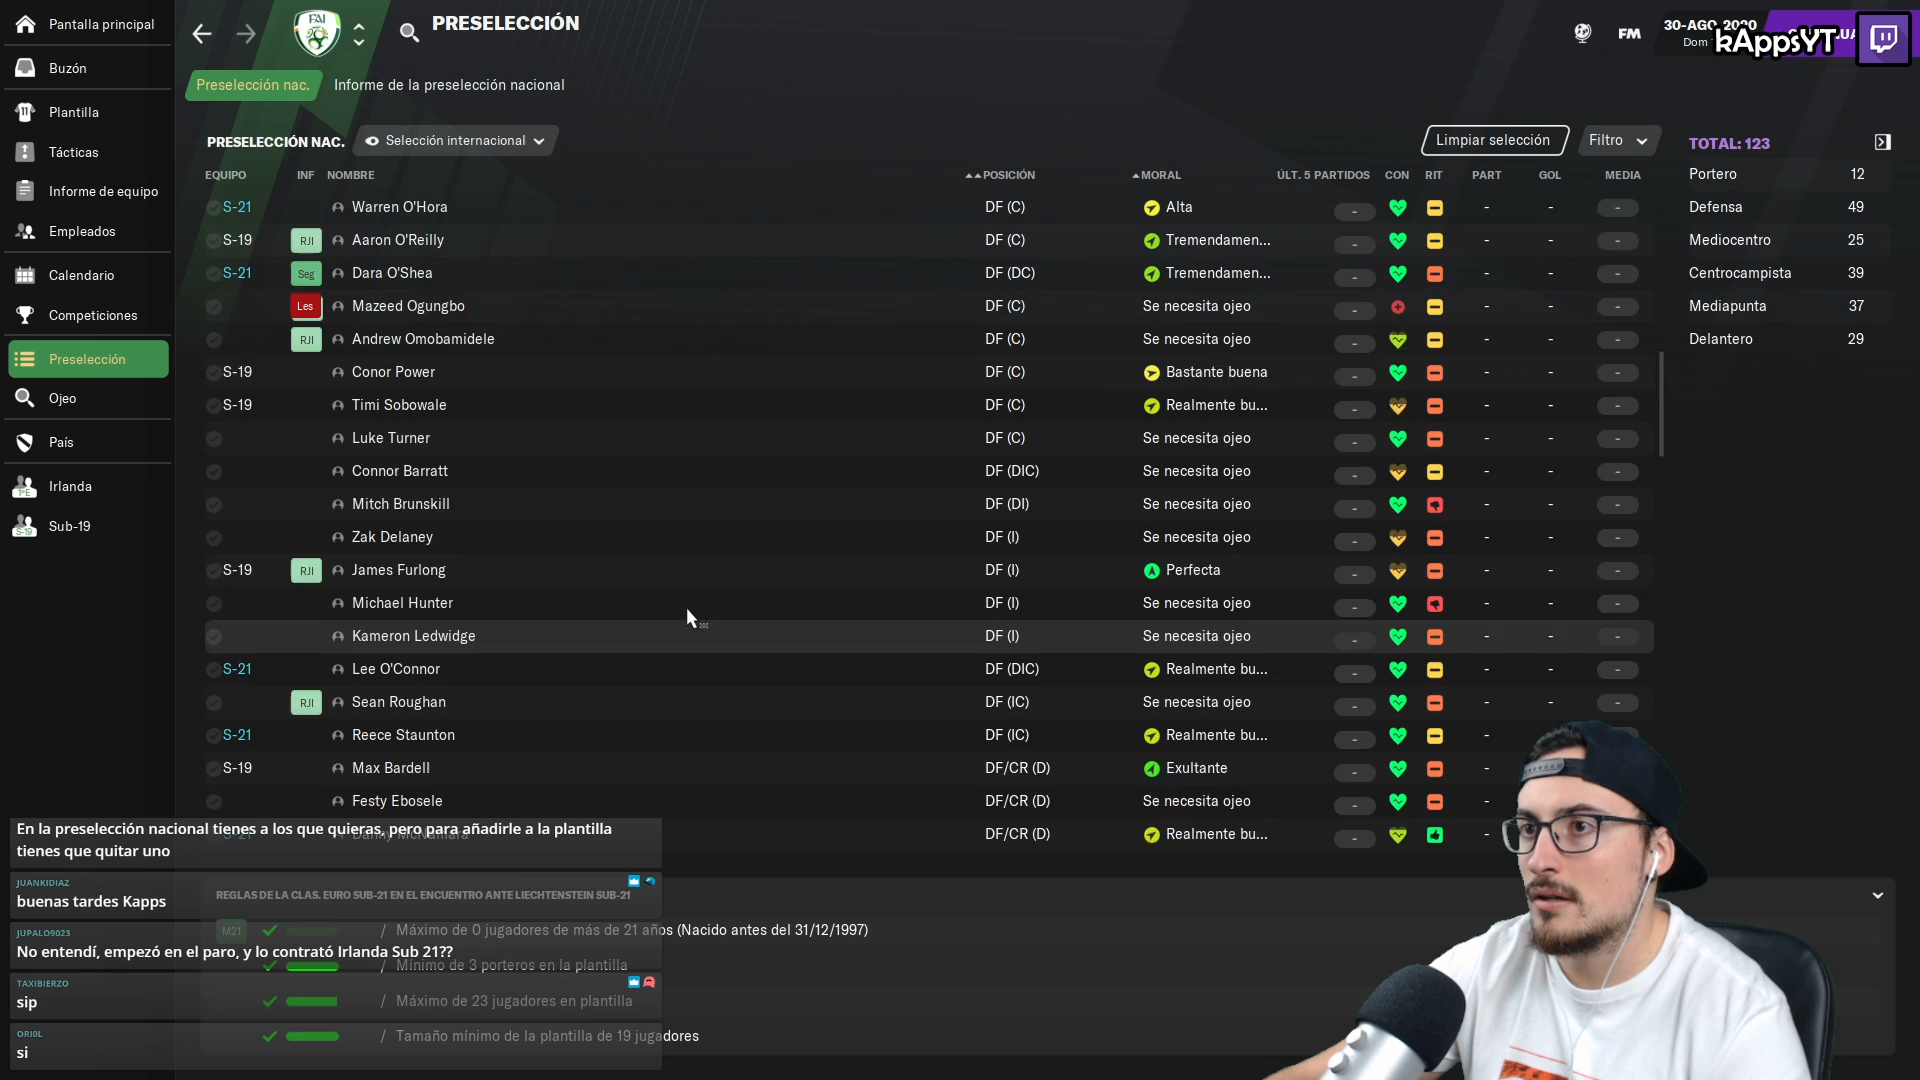 Pantalla principal
Buzón
Plantilla
Tácticas
Informe de equipo
Empleados
Calendario
Competiciones
Preselección
Ojeo
País
Irlanda
Sub-19
FAI
PRESELECCIÓN
FM
30-AGO 2020
Dom
kAppsYT
Preselección nac.
Informe de la preselección nacional
PRESELECCIÓN NAC.
Selección internacional
Limpiar selección
Filtro
EQUIPO INF NOMBRE POSICIÓN MORAL ÚLT. 5 PARTIDOS CON RIT PART GOL MEDIA
S-21 Warren O'Hora DF (C) Alta - - - -
S-19 RJI Aaron O'Reilly DF (C) Tremendamen... - - - -
S-21 Seg Dara O'Shea DF (DC) Tremendamen... - - - -
Les Mazeed Ogungbo DF (C) Se necesita ojeo - - - -
RJI Andrew Omobamidele DF (C) Se necesita ojeo - - - -
S-19 Conor Power DF (C) Bastante buena - - - -
S-19 Timi Sobowale DF (C) Realmente bu... - - - -
Luke Turner DF (C) Se necesita ojeo - - - -
Connor Barratt DF (DIC) Se necesita ojeo - - - -
Mitch Brunskill DF (DI) Se necesita ojeo - - - -
Zak Delaney DF (I) Se necesita ojeo - - - -
S-19 RJI James Furlong DF (I) Perfecta - - - -
Michael Hunter DF (I) Se necesita ojeo - - - -
Kameron Ledwidge DF (I) Se necesita ojeo - - - -
S-21 Lee O'Connor DF (DIC) Realmente bu... - - - -
RJI Sean Roughan DF (IC) Se necesita ojeo - - - -
S-21 Reece Staunton DF (IC) Realmente bu... - -
S-19 Max Bardell DF/CR (D) Exultante - -
Festy Ebosele DF/CR (D) Se necesita ojeo - -
S-21 Danny McNamara DF/CR (D) Realmente bu... - -
TOTAL: 123
Portero 12
Defensa 49
Mediocentro 25
Centrocampista 39
Mediapunta 37
Delantero 29
REGLAS DE LA CLAS. EURO SUB-21 EN EL ENCUENTRO ANTE LIECHTENSTEIN SUB-21
M21 / Máximo de 0 jugadores de más de 21 años (Nacido antes del 31/12/1997)
/ Mínimo de 3 porteros en la plantilla
/ Máximo de 23 jugadores en plantilla
/ Tamaño mínimo de la plantilla de 19 jugadores
En la preselección nacional tienes a los que quieras, pero para añadirle a la plantilla
tienes que quitar uno
JUANKIDIAZ
buenas tardes Kapps
JUPALO9023
No entendí, empezó en el paro, y lo contrató Irlanda Sub 21??
TAXIBIERZO
sip
ORI0L
si